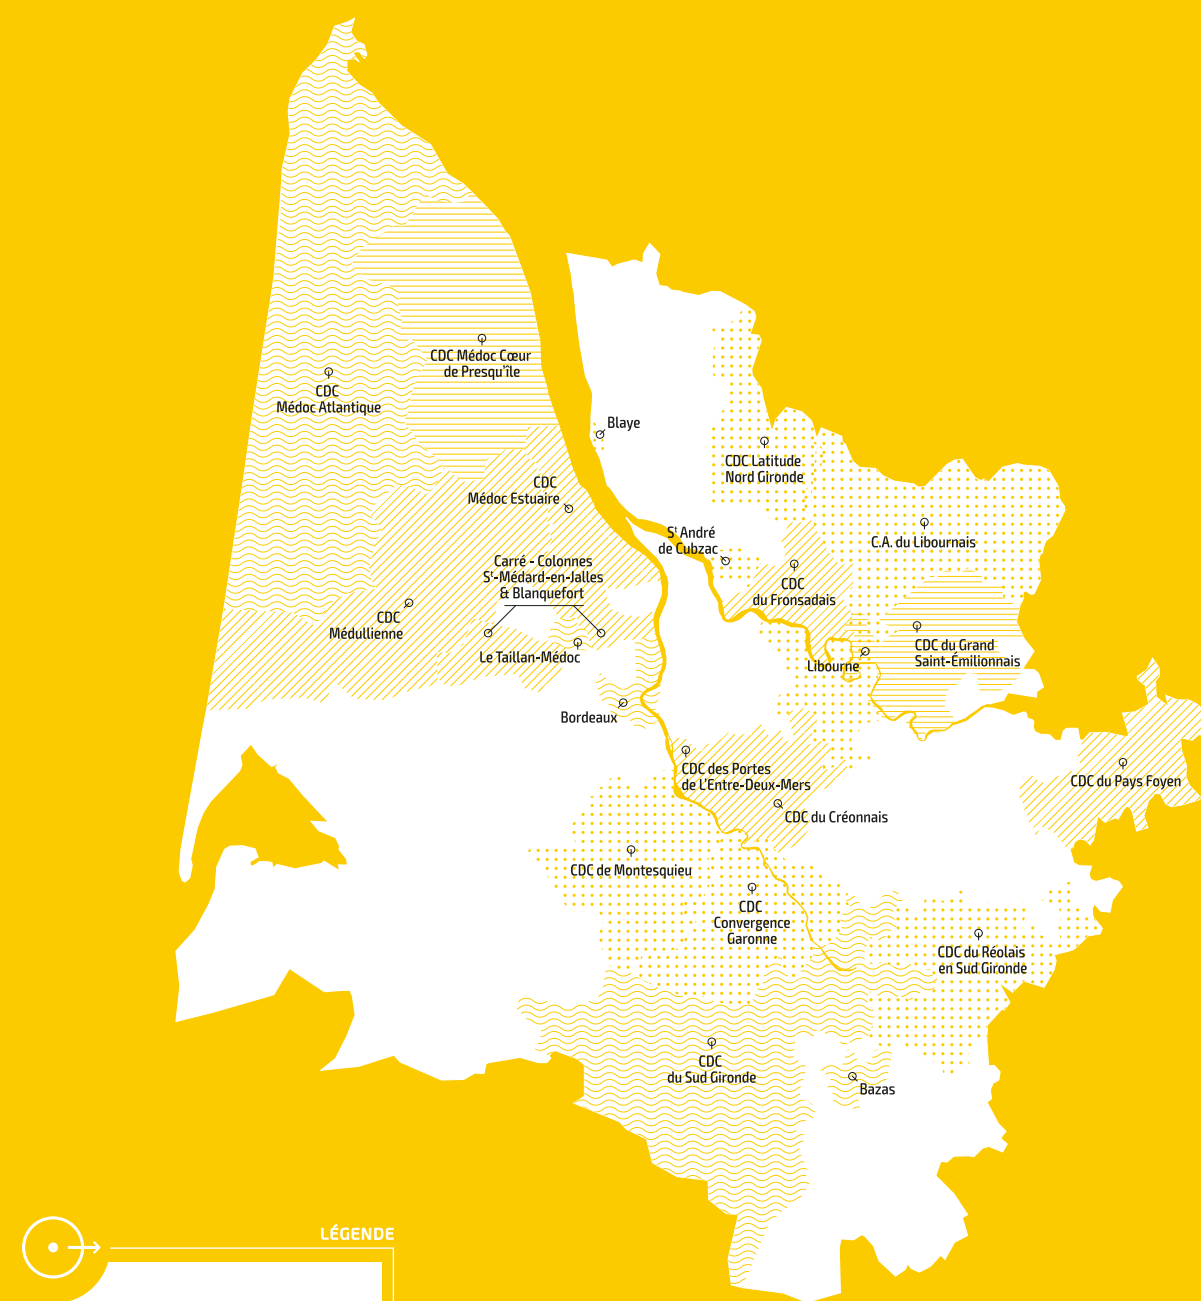 CDC Médoc Cœur
de Presqu'île
CDC
Médoc Atlantique
Blaye
CDC Latitude
Nord Gironde
CDC
Médoc Estuaire
St André
de Cubzac
C.A. du Libournais
Carré - Colonnes
St-Médard-en-Jalles
& Blanquefort
CDC
du Fronsadais
CDC
Médullienne
CDC du Grand
Saint-Émilionnais
Le Taillan-Médoc
Libourne
Bordeaux
CDC des Portes
de L'Entre-Deux-Mers
CDC du Pays Foyen
CDC du Créonnais
CDC de Montesquieu
CDC
Convergence
Garonne
CDC du Réolais
en Sud Gironde
CDC
du Sud Gironde
Bazas
LÉGENDE